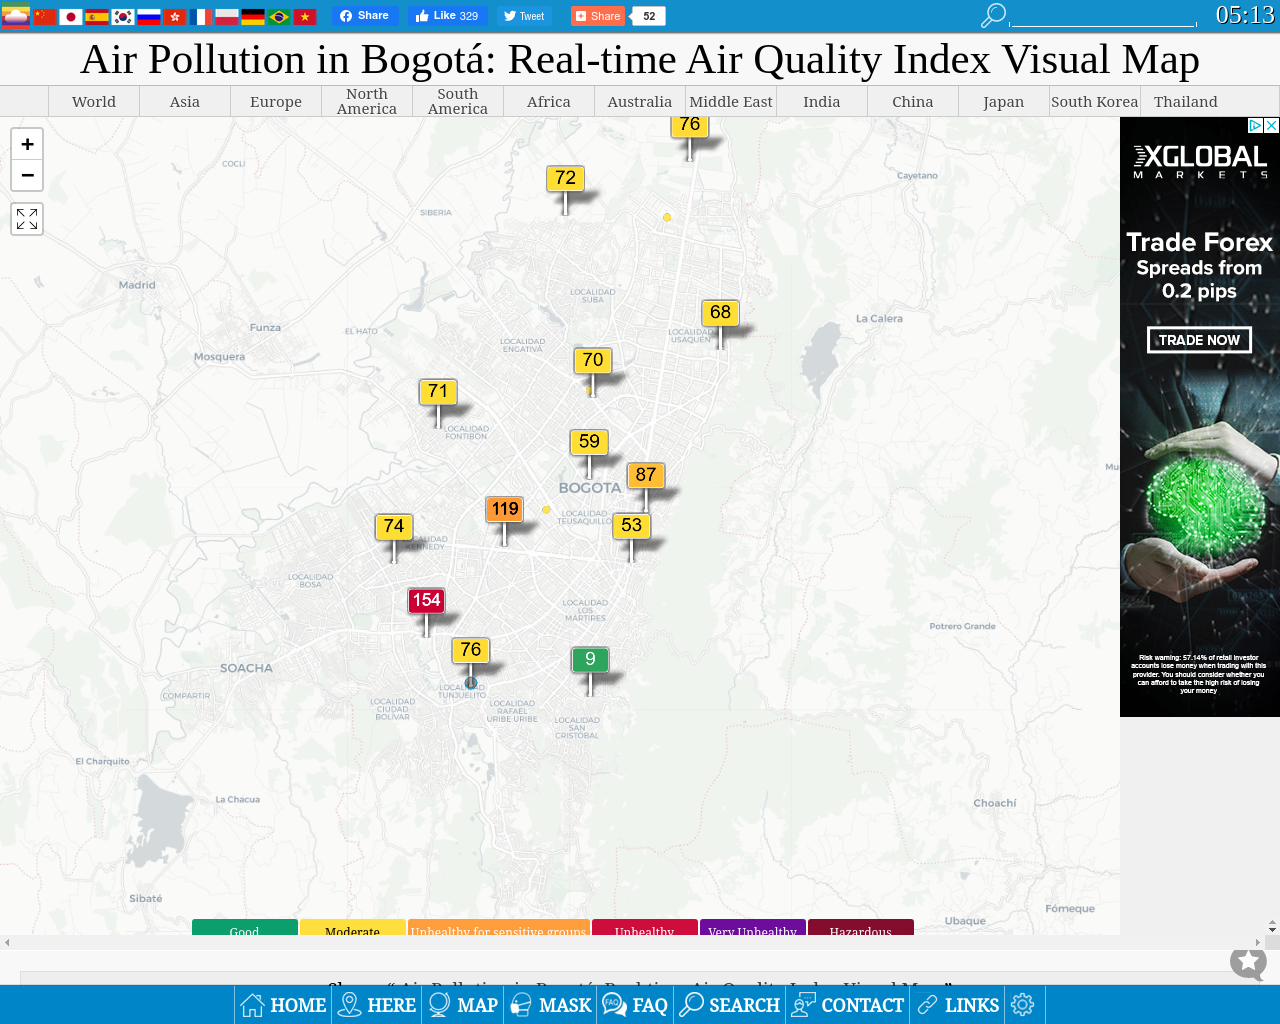 Share
Like 329
Tweet
Share
52
05:13
Air Pollution in Bogotá: Real-time Air Quality Index Visual Map
World
Asia
Europe
North America
South America
Africa
Australia
Middle East
India
China
Japan
South Korea
Thailand
+
−
76
72
COCLI
Cayetano
SIBERIA
Madrid
LOCALIDAD SUBA
68
La Calera
Funza
EL HATO
LOCALIDAD USAQUÉN
LOCALIDAD ENGATIVÁ
Mosquera
70
71
LOCALIDAD FONTIBÓN
59
87
BOGOTA
Mu
119
LOCALIDAD TEUSAQUILLO
53
74
KENNEDY
LOCALIDAD BOSA
154
LOCALIDAD LOS MÁRTIRES
Potrero Grande
76
9
SOACHA
COMPARTIR
TUNJUELITO
LOCALIDAD CIUDAD BOLÍVAR
LOCALIDAD RAFAEL URIBE URIBE
LOCALIDAD SAN CRISTÓBAL
El Charquito
La Chacua
Choachí
Sibaté
Fómeque
Ubaque
XGLOBAL
MARKETS
Trade Forex
Spreads from
0.2 pips
TRADE NOW
Risk warning: 57.14% of retail investor
accounts lose money when trading with this
provider. You should consider whether you
can afford to take the high risk of losing
your money
Good
Moderate
Unhealthy for sensitive groups
Unhealthy
Very Unhealthy
Hazardous
HOME
HERE
MAP
MASK
FAQ
FAQ
SEARCH
CONTACT
LINKS